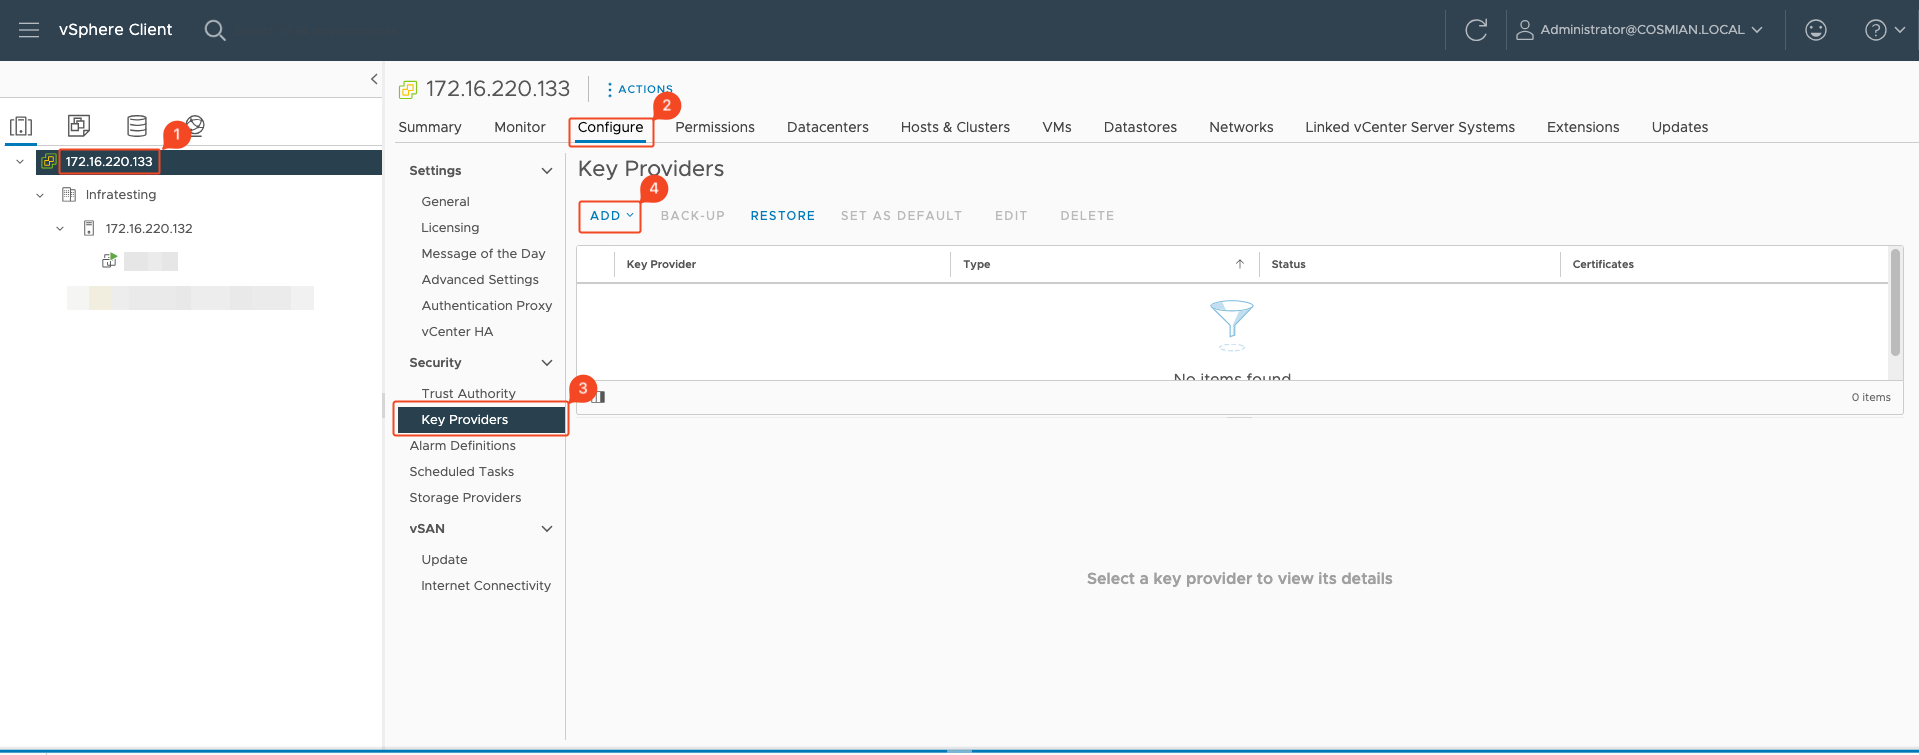 vSphere Client
Administrator@COSMIAN.LOCAL
?
172.16.220.133
ACTIONS
Summary Monitor Configure Permissions Datacenters Hosts & Clusters VMs Datastores Networks Linked vCenter Server Systems Extensions Updates
1
2
3
4
172.16.220.133
Infratesting
172.16.220.132
Settings
General
Licensing
Message of the Day
Advanced Settings
Authentication Proxy
vCenter HA
Security
Trust Authority
Key Providers
Alarm Definitions
Scheduled Tasks
Storage Providers
vSAN
Update
Internet Connectivity
Key Providers
ADD BACK-UP RESTORE SET AS DEFAULT EDIT DELETE
Key Provider Type Status Certificates
No items found
0 items
Select a key provider to view its details